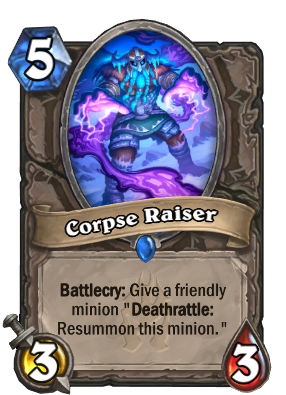 5
Corpse Raiser
Battlecry: Give a friendly
minion "Deathrattle:
Resummon this minion."
3 3